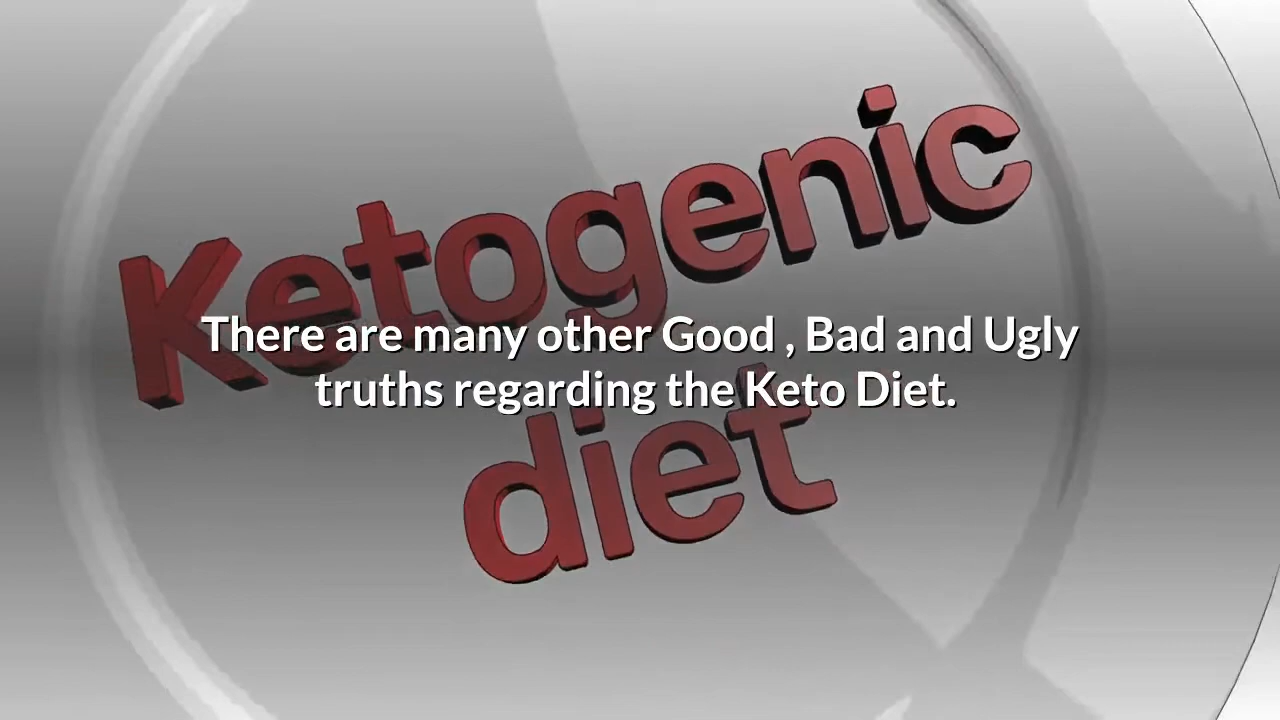 Ketogenic
There are many other Good , Bad and Ugly
truths regarding the Keto Diet.
diet